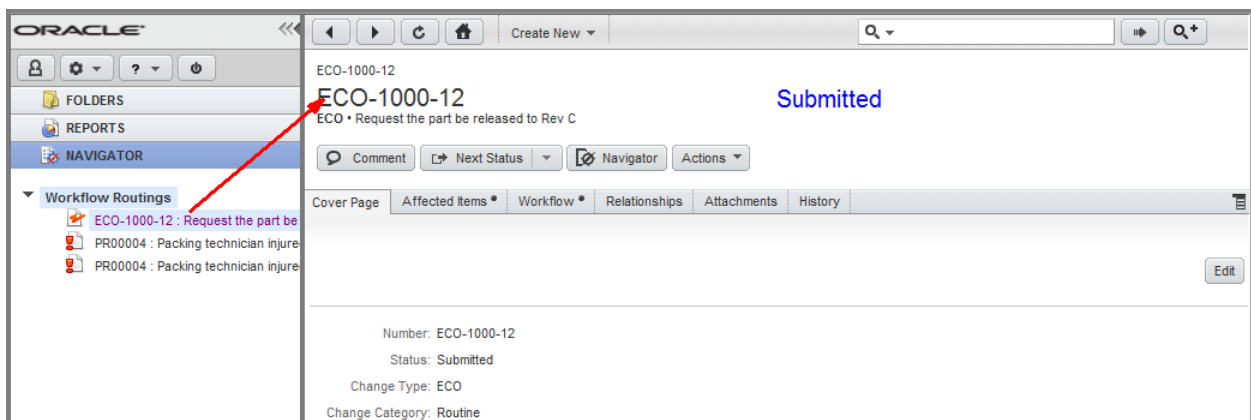 ORACLE
Create New
?
FOLDERS
REPORTS
NAVIGATOR
Workflow Routings
ECO-1000-12 : Request the part be
PR00004 : Packing technician injure
PR00004 : Packing technician injure
ECO-1000-12
ECO-1000-12 Submitted
ECO • Request the part be released to Rev C
Comment Next Status Navigator Actions
Cover Page Affected Items • Workflow • Relationships Attachments History
Edit
Number: ECO-1000-12
Status: Submitted
Change Type: ECO
Change Category: Routine